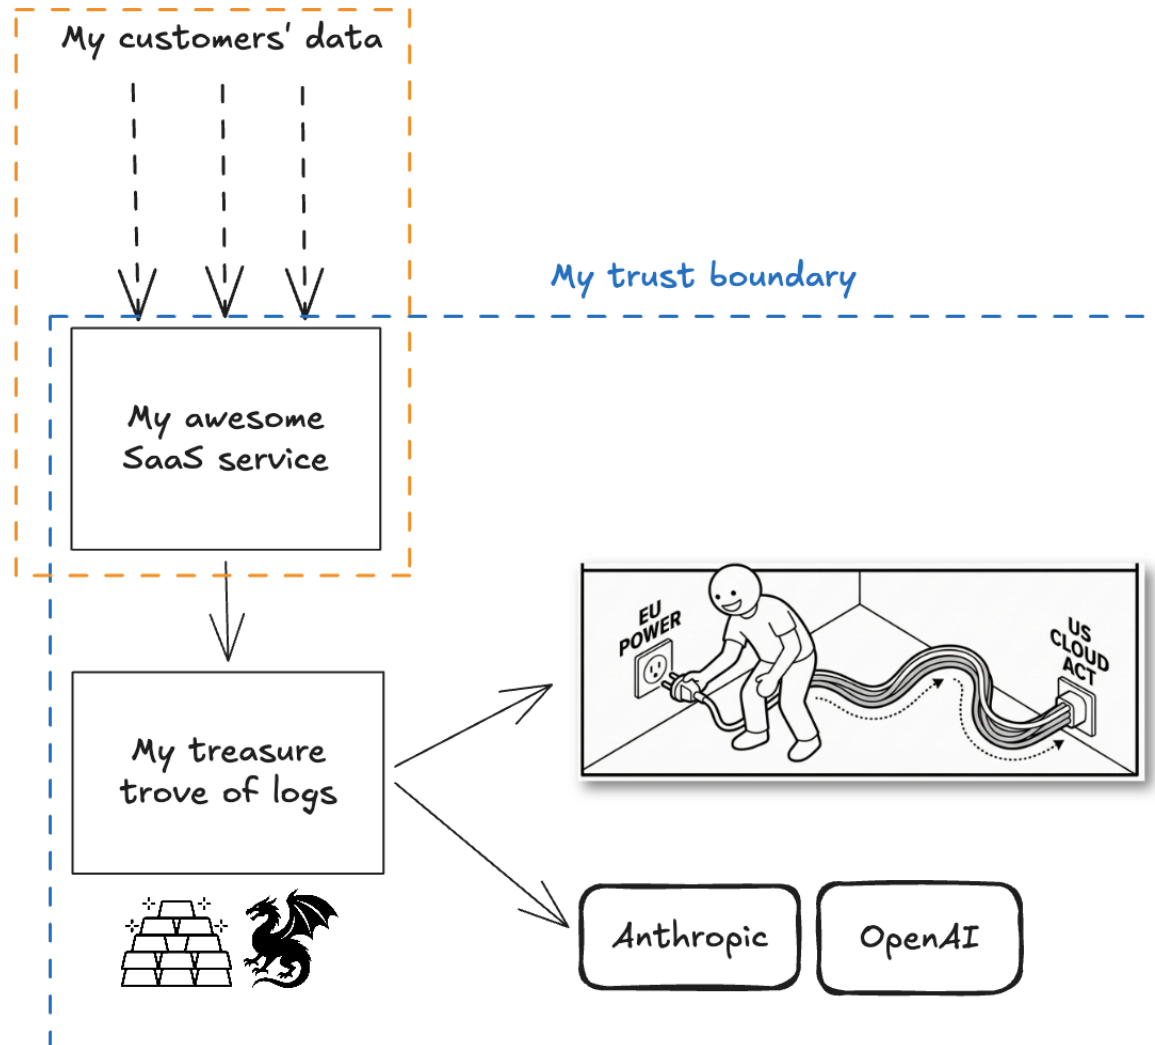 My customers' data
My trust boundary
My awesome
SaaS service
EU
POWER
US
CLOUD
ACT
My treasure
trove of logs
Anthropic
OpenAI